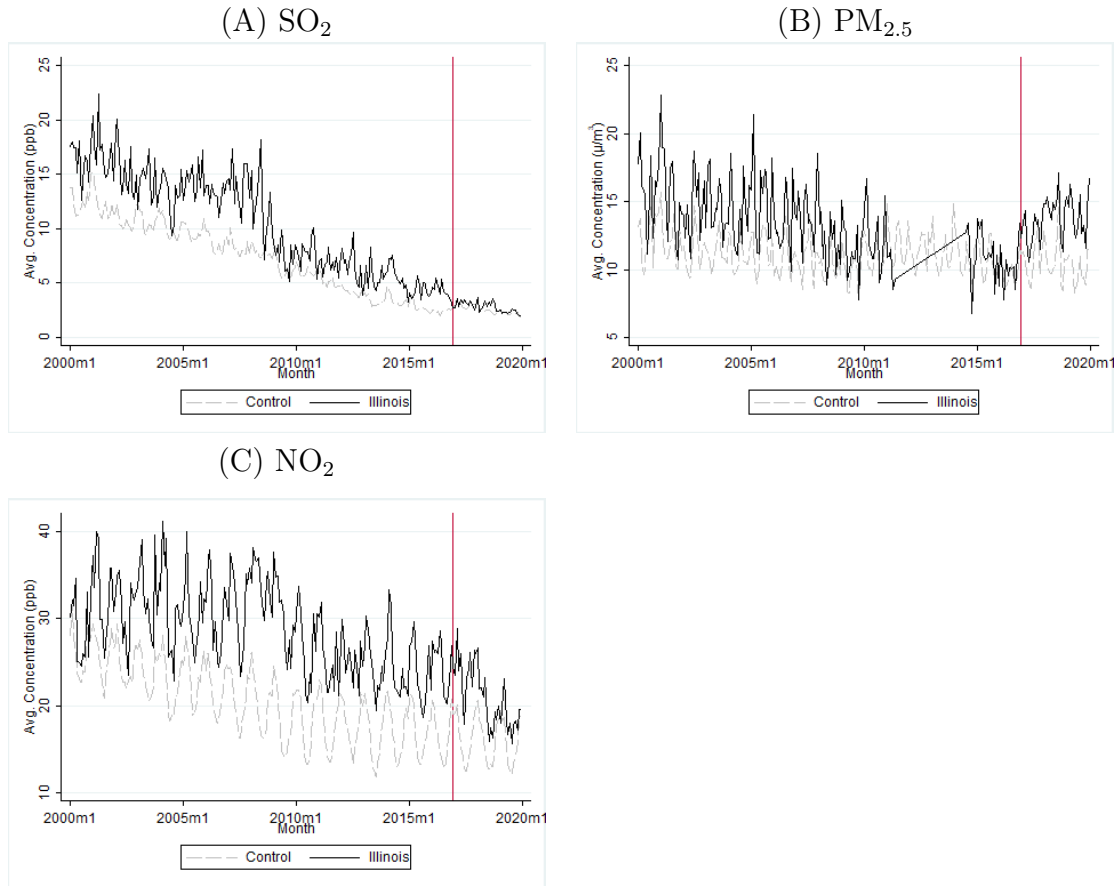 (A) SO₂
Avg. Concentration (ppb)
25
20
15
10
5
0
2000m1 2005m1 2010m1 2015m1 2020m1
Month
Control Illinois
(B) PM₂.₅
Avg. Concentration (μ/m³)
25
20
15
10
5
2000m1 2005m1 2010m1 2015m1 2020m1
Month
Control Illinois
(C) NO₂
Avg. Concentration (ppb)
40
30
20
10
2000m1 2005m1 2010m1 2015m1 2020m1
Month
Control Illinois